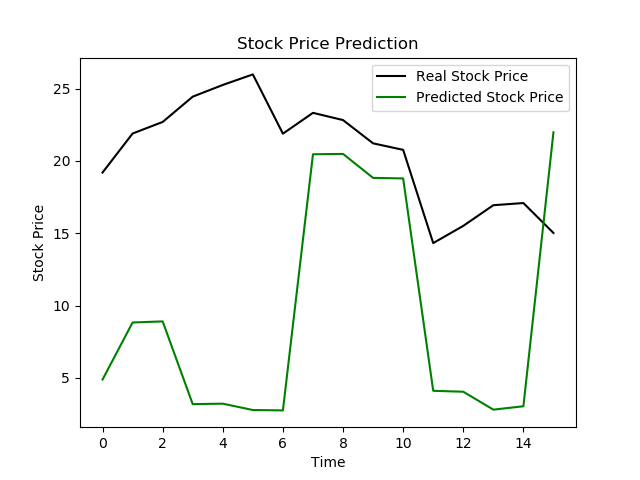 Stock Price Prediction
Real Stock Price
Predicted Stock Price
Stock Price
25
20
15
10
5
0 2 4 6 8 10 12 14
Time